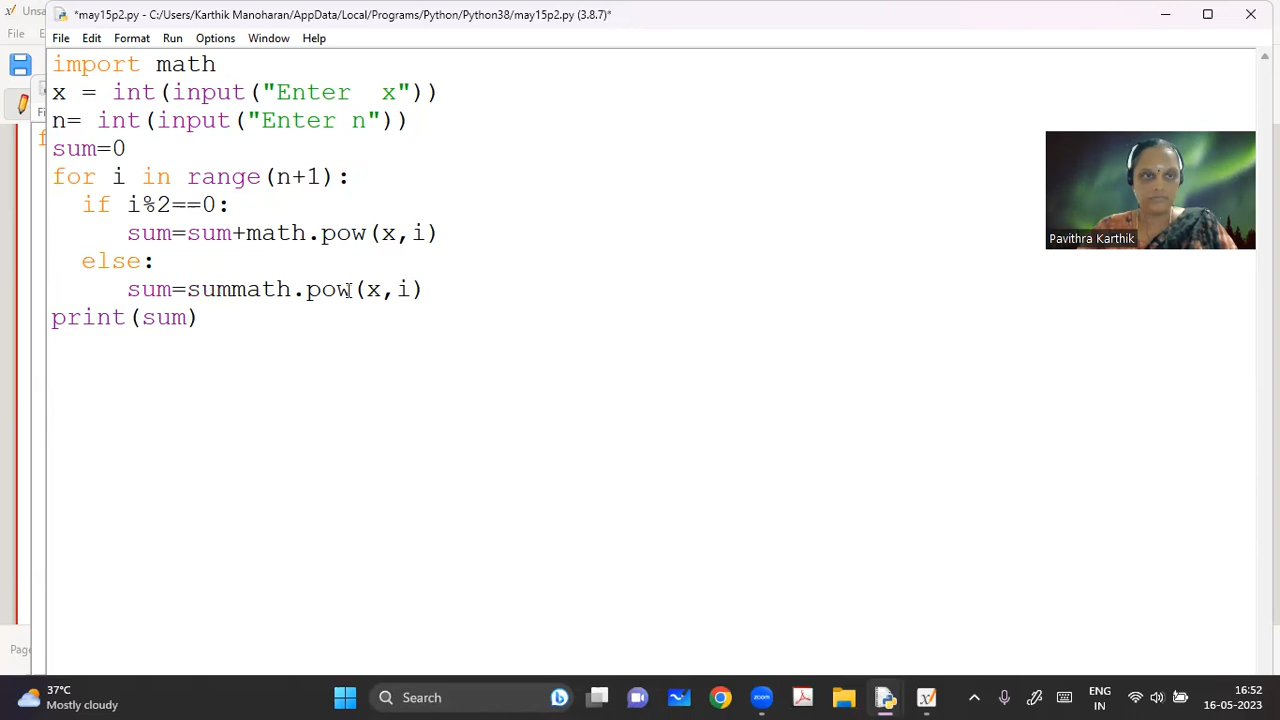 Unsa
*may15p2.py - C:/Users/Karthik Manoharan/AppData/Local/Programs/Python/Python38/may15p2.py (3.8.7)*
File
File Edit Format Run Options Window Help
import math
x = int(input("Enter  x"))
n= int(input("Enter n"))
sum=0
for i in range(n+1):
  if i%2==0:
     sum=sum+math.pow(x,i)
  else:
     sum=summath.pow(x,i)
print(sum)
Pavithra Karthik
Page
37°C
Mostly cloudy
Search
ENG
IN
16:52
16-05-2023